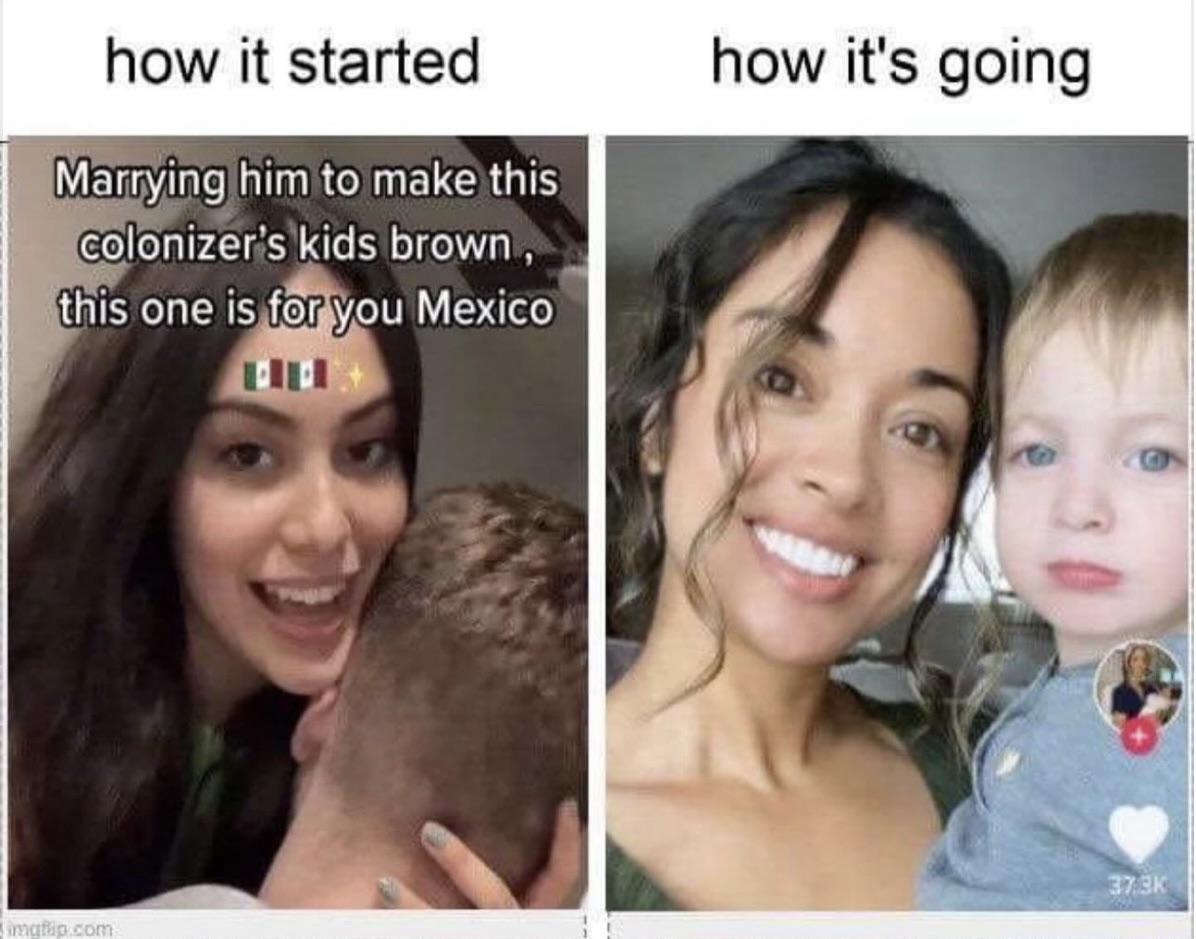 how it started
how it's going
Marrying him to make this
colonizer's kids brown ,
this one is for you Mexico
🇲🇽🇲🇽✨
37.3K
imgflip.com